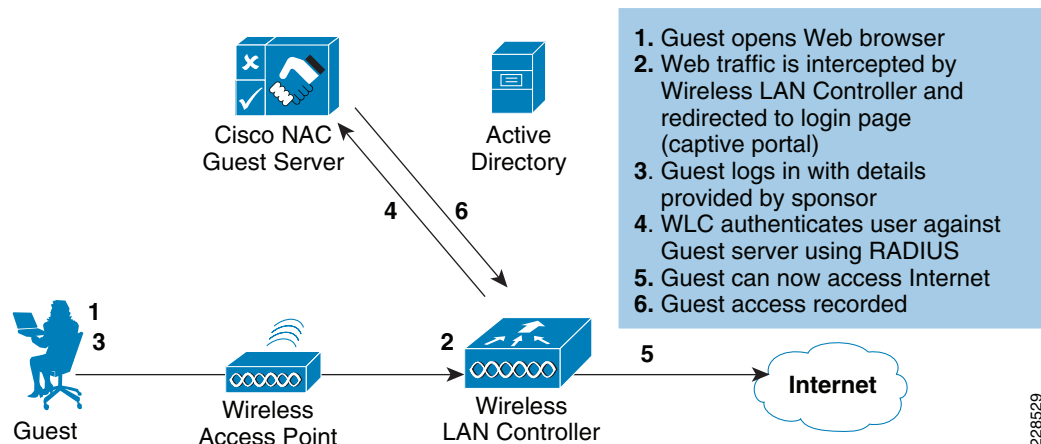 1. Guest opens Web browser
2. Web traffic is intercepted by
Wireless LAN Controller and
redirected to login page
(captive portal)
3. Guest logs in with details
provided by sponsor
4. WLC authenticates user against
Guest server using RADIUS
5. Guest can now access Internet
6. Guest access recorded
Cisco NAC
Guest Server
Active
Directory
4
6
1
3
2
5
Internet
Guest
Wireless
Access Point
Wireless
LAN Controller
228529